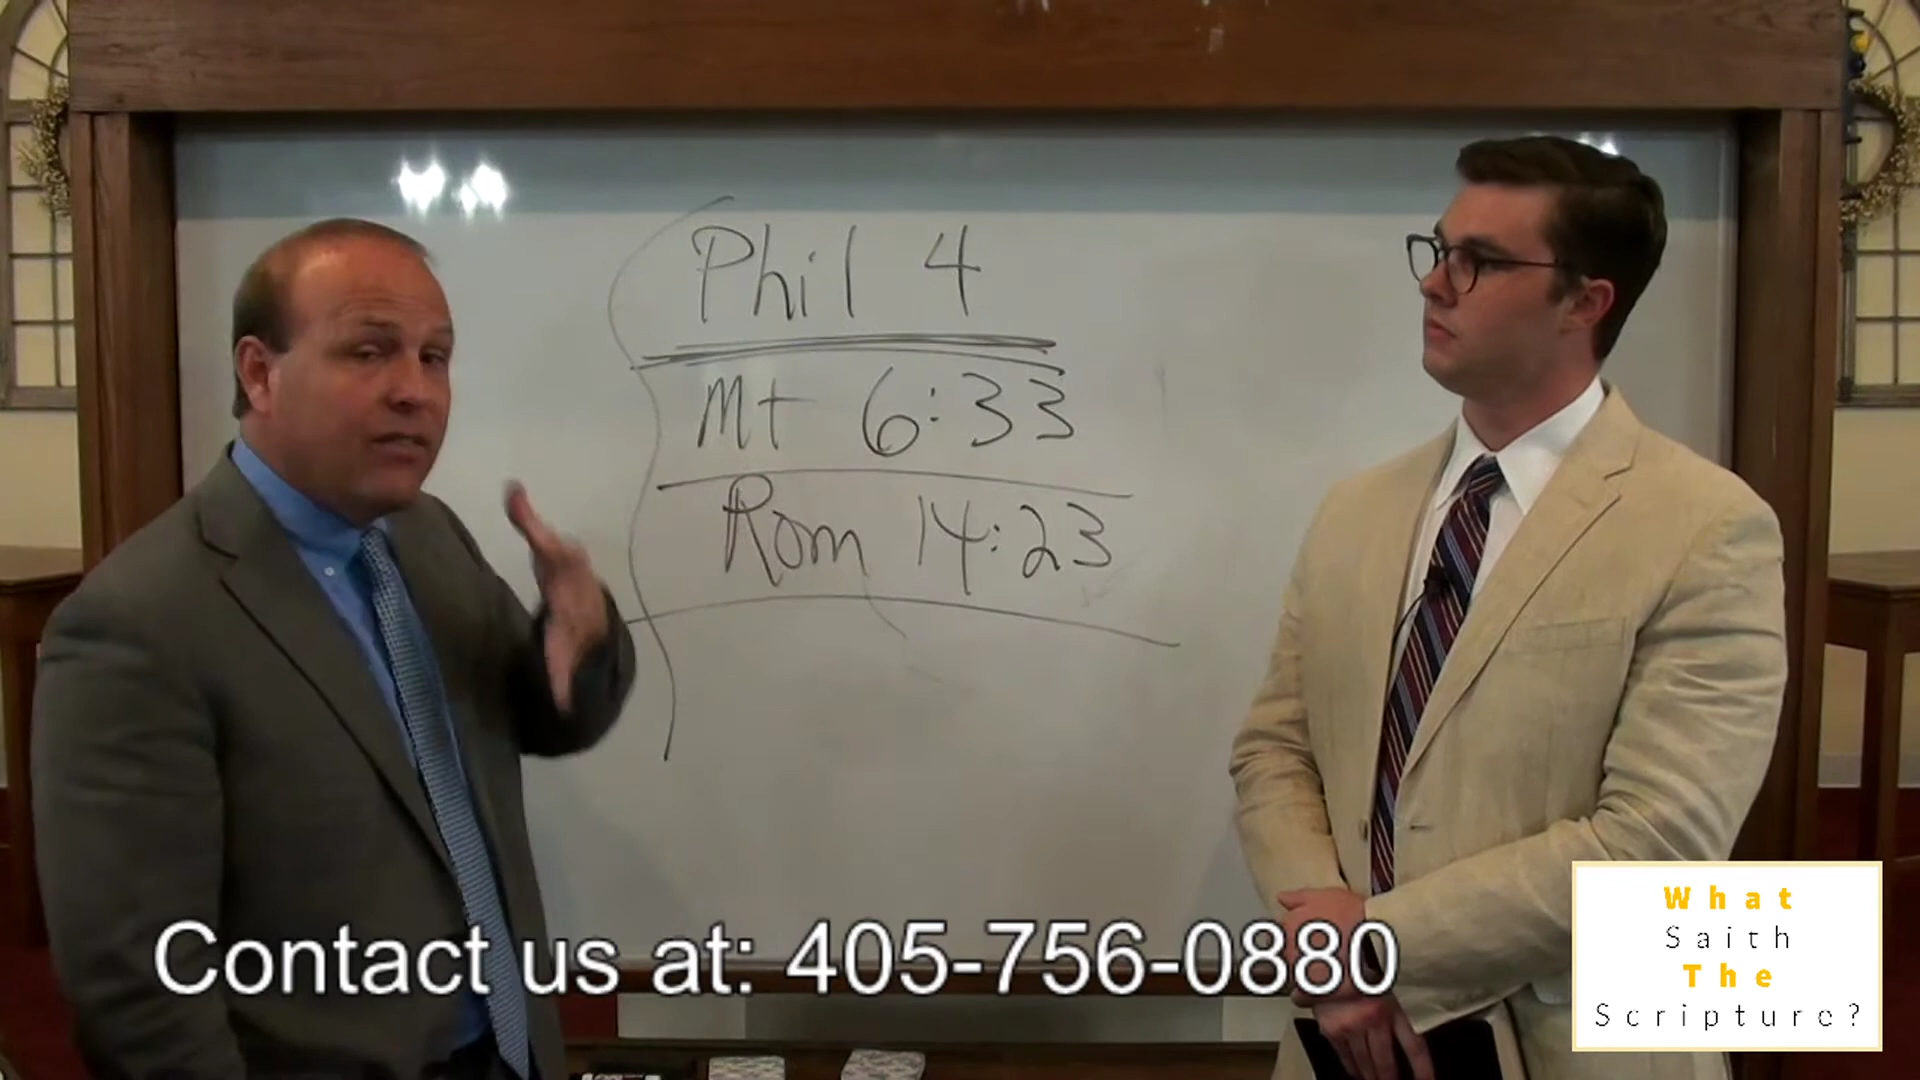 Phil 4
Mt 6:33
Rom 14:23
Contact us at: 405-756-0880
What
Saith
The
Scripture?